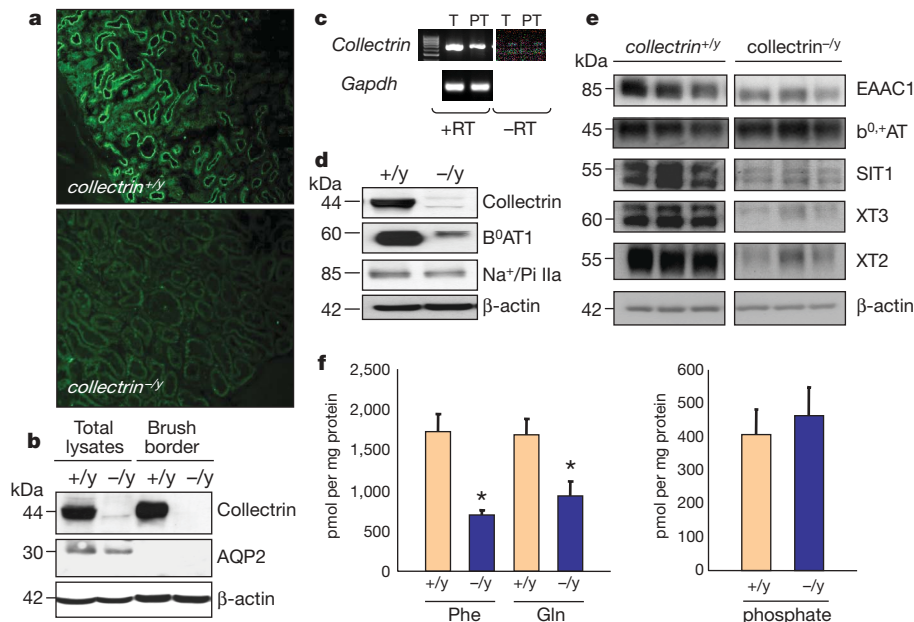 a
collectrin+/y
collectrin–/y
b
Total lysates
Brush border
+/y –/y +/y –/y
kDa
44 Collectrin
30 AQP2
42 β-actin
c
T PT T PT
Collectrin
Gapdh
+RT –RT
d
kDa +/y –/y
44 Collectrin
60 B0AT1
85 Na+/Pi IIa
42 β-actin
e
collectrin+/y collectrin–/y
kDa
85 EAAC1
45 b0,+AT
55 SIT1
60 XT3
55 XT2
42 β-actin
f
pmol per mg protein
2,500
2,000
1,500
1,000
500
0
* *
+/y –/y +/y –/y
Phe Gln
pmol per mg protein
600
500
400
300
200
100
0
+/y –/y
phosphate